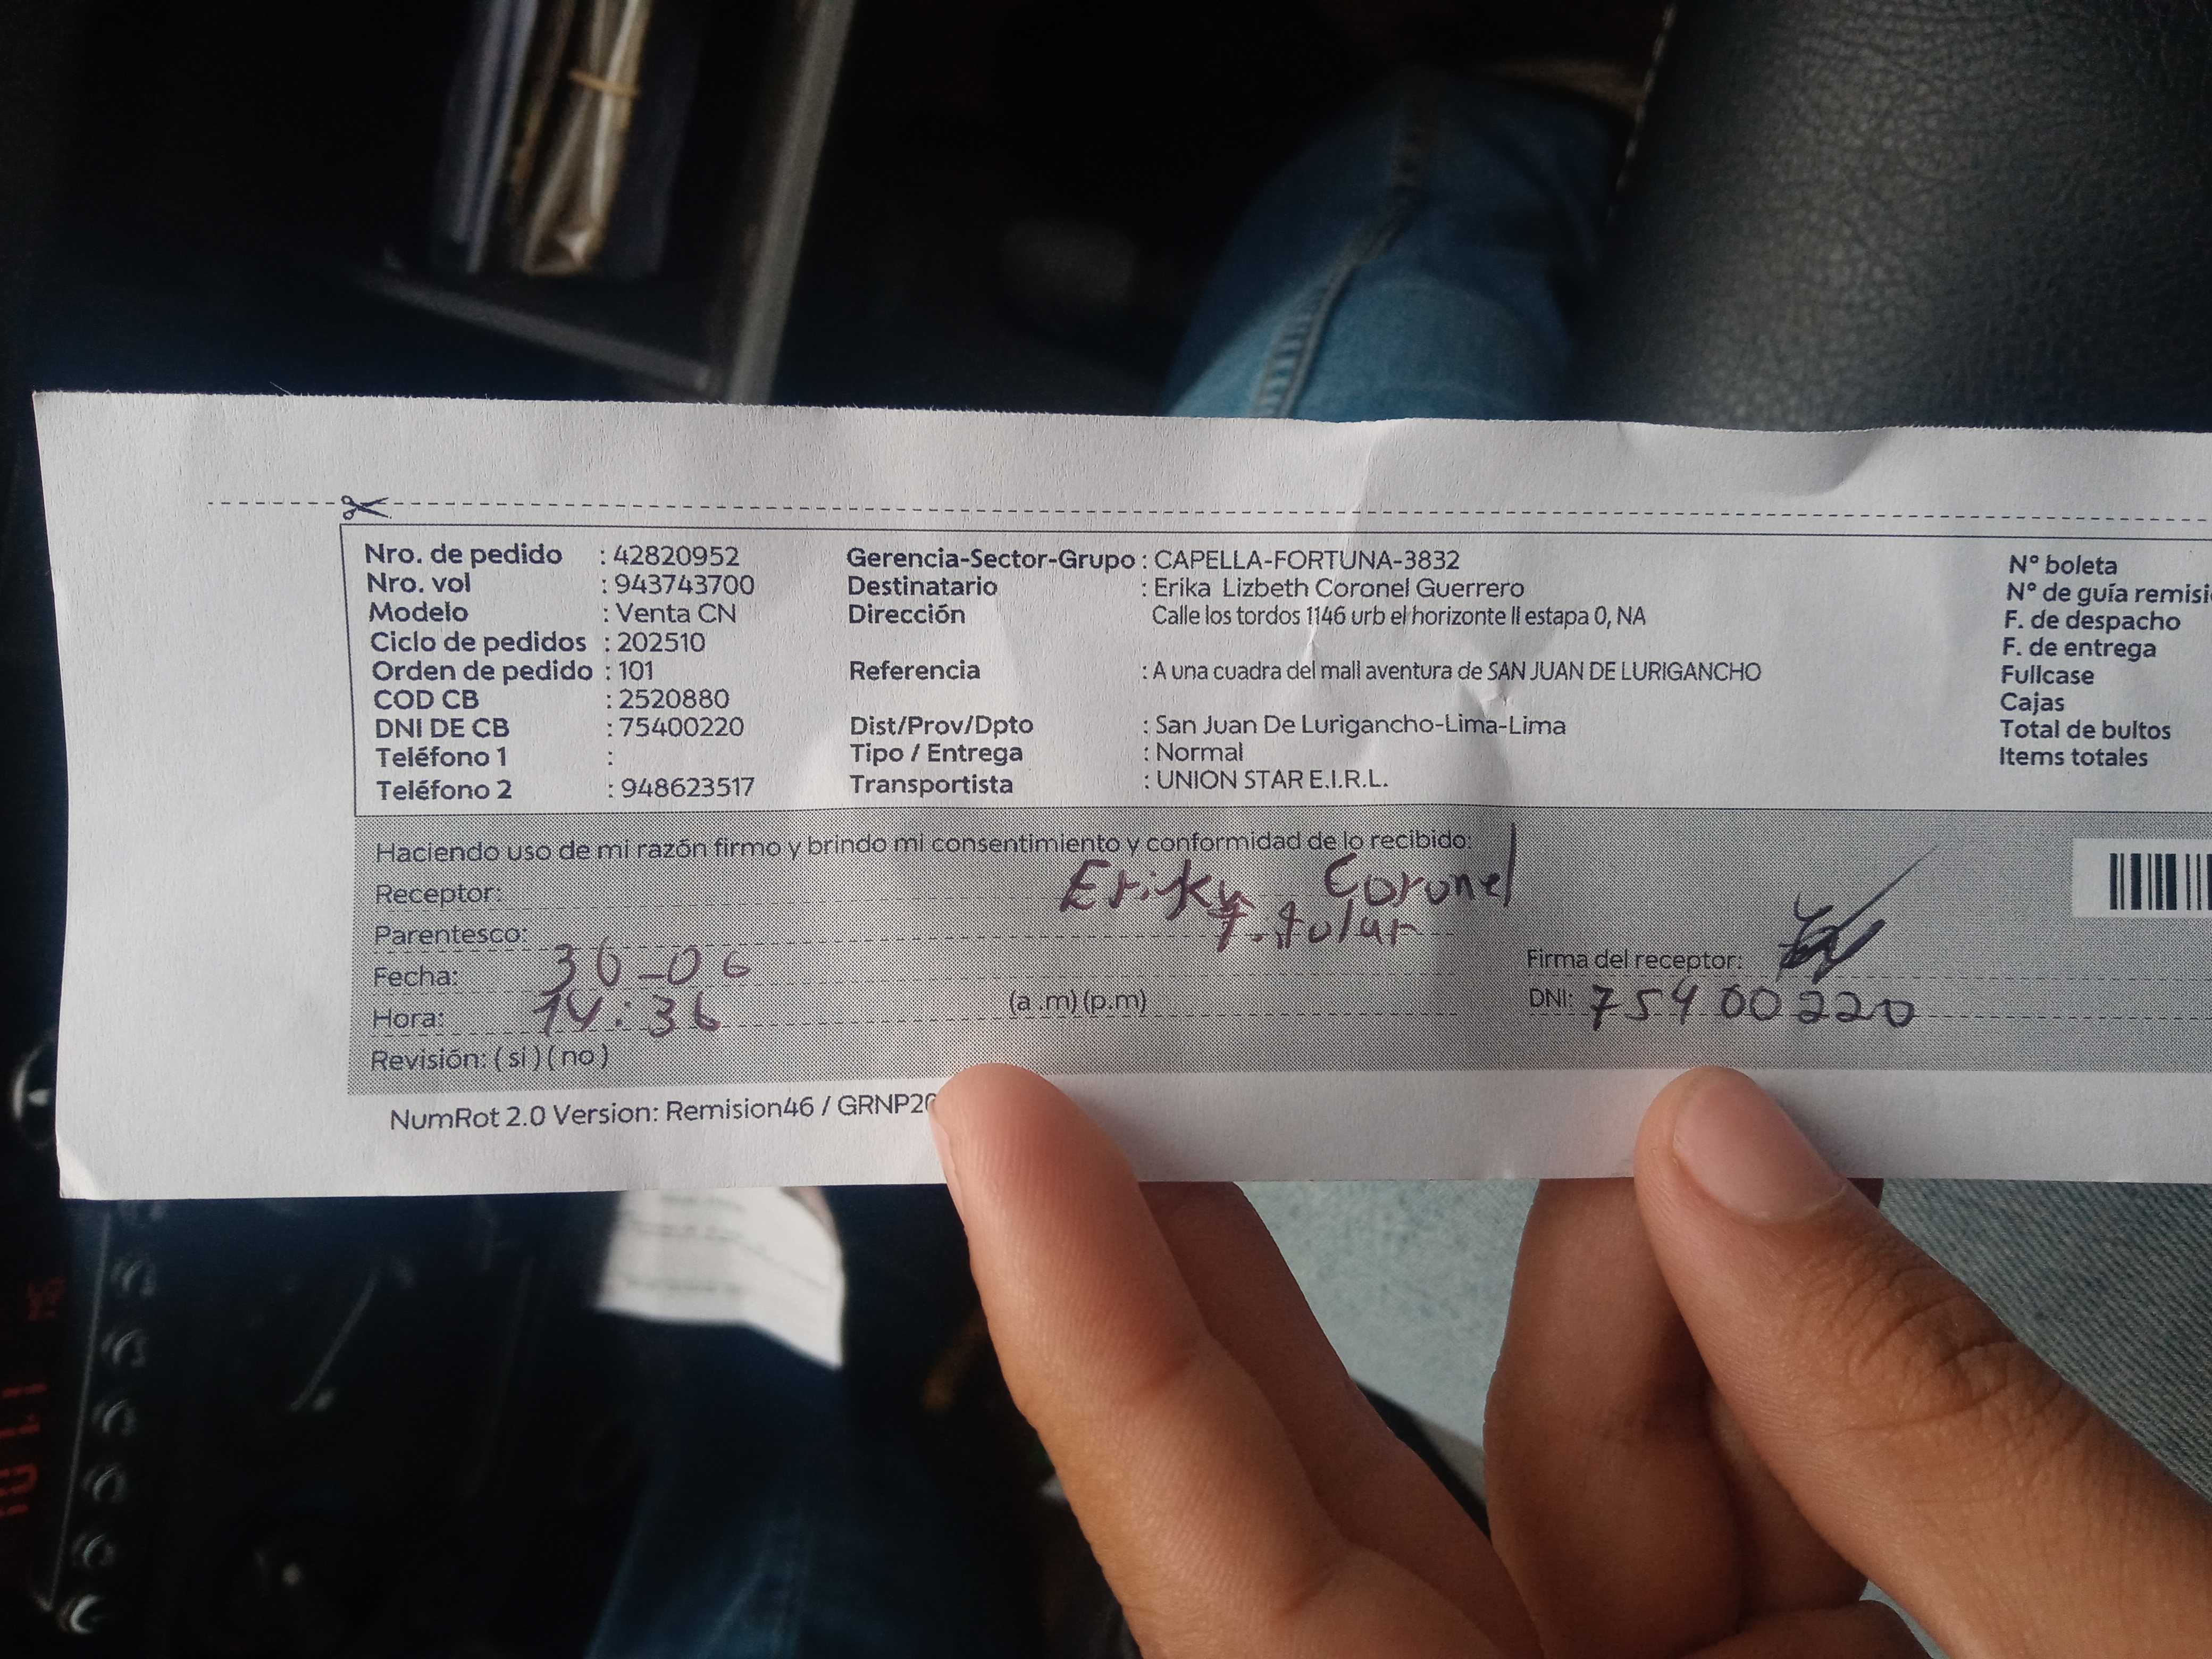 Nro. de pedido : 42820952
Nro. vol : 943743700
Modelo : Venta CN
Ciclo de pedidos : 202510
Orden de pedido : 101
COD CB : 2520880
DNI DE CB : 75400220
Teléfono 1 :
Teléfono 2 : 948623517
Gerencia-Sector-Grupo : CAPELLA-FORTUNA-3832
Destinatario : Erika Lizbeth Coronel Guerrero
Dirección Calle los tordos 1146 urb el horizonte II estapa 0, NA
Referencia : A una cuadra del mall aventura de SAN JUAN DE LURIGANCHO
Dist/Prov/Dpto : San Juan De Lurigancho-Lima-Lima
Tipo / Entrega : Normal
Transportista : UNION STAR E.I.R.L.
N° boleta
N° de guía remisi
F. de despacho
F. de entrega
Fullcase
Cajas
Total de bultos
Items totales
Haciendo uso de mi razón firmo y brindo mi consentimiento y conformidad de lo recibido:
Receptor: Erika Coronel
Parentesco: Titular
Fecha: 30-06
Hora: 14:36 (a .m) (p.m)
Revisión: ( si ) ( no )
Firma del receptor:
DNI: 75400220
NumRot 2.0 Version: Remision46 / GRNP20